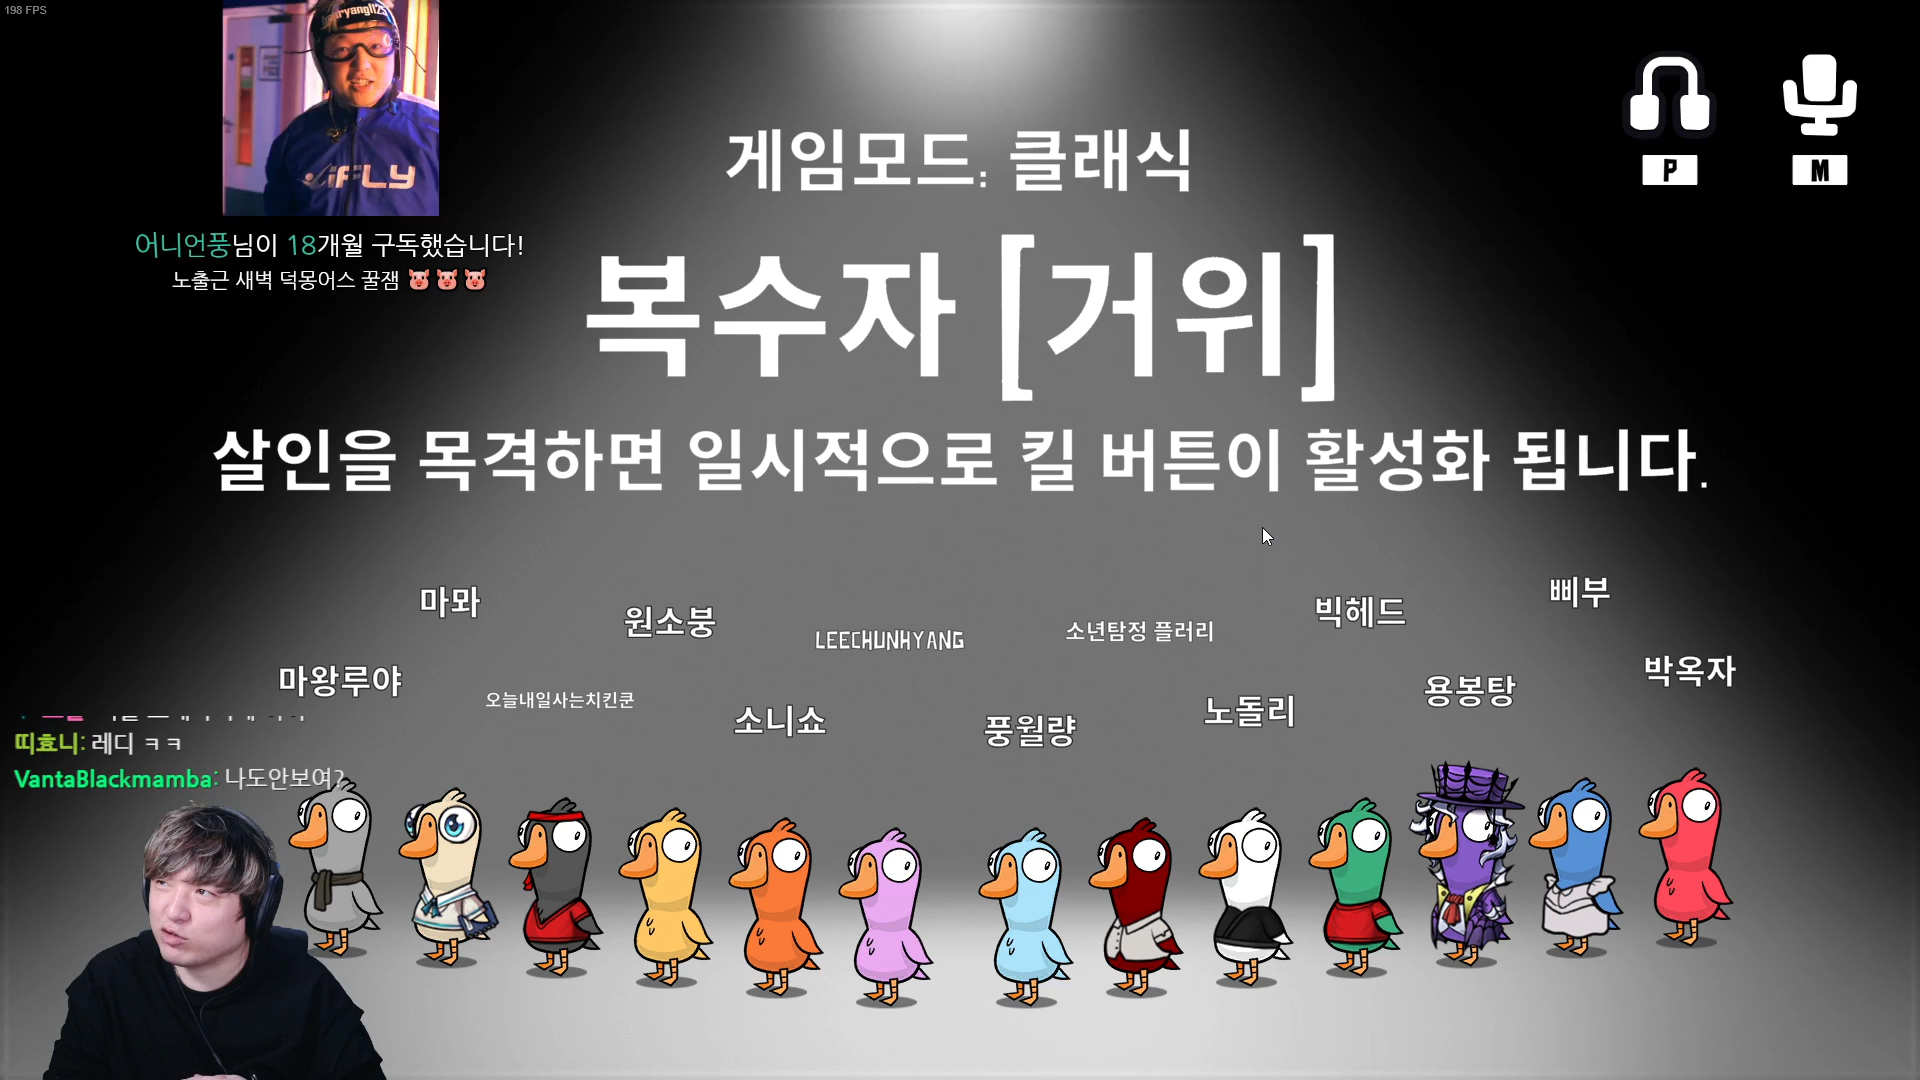 198 FPS
iFLY
P
M
게임모드: 클래식
어니언풍님이 18개월 구독했습니다!
노출근 새벽 덕몽어스 꿀잼
복수자 [거위]
살인을 목격하면 일시적으로 킬 버튼이 활성화 됩니다.
마뫄
원소붕
LEECHUNHYANG
소년탐정 플러리
빅헤드
삐부
마왕루야
오늘내일사는치킨쿤
소니쇼
풍월량
노돌리
용봉탕
박옥자
띠효니: 레디 ㅋㅋ
VantaBlackmamba: 나도안보여?